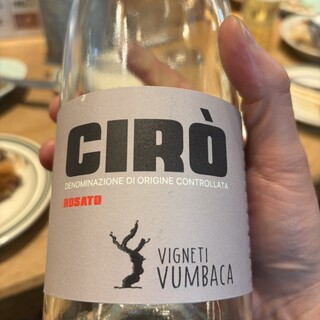 CIRÒ
DENOMINAZIONE DI ORIGINE CONTROLLATA
ROSATO
VIGNETI
VUMBACA